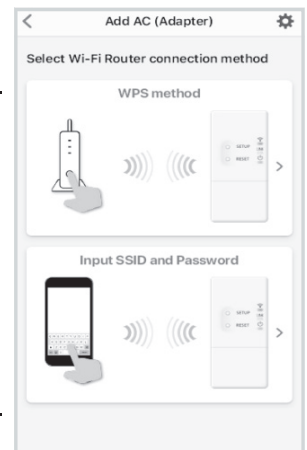 Add AC (Adapter)
Select Wi-Fi Router connection method
WPS method
SETUP
RESET
Input SSID and Password
SETUP
RESET